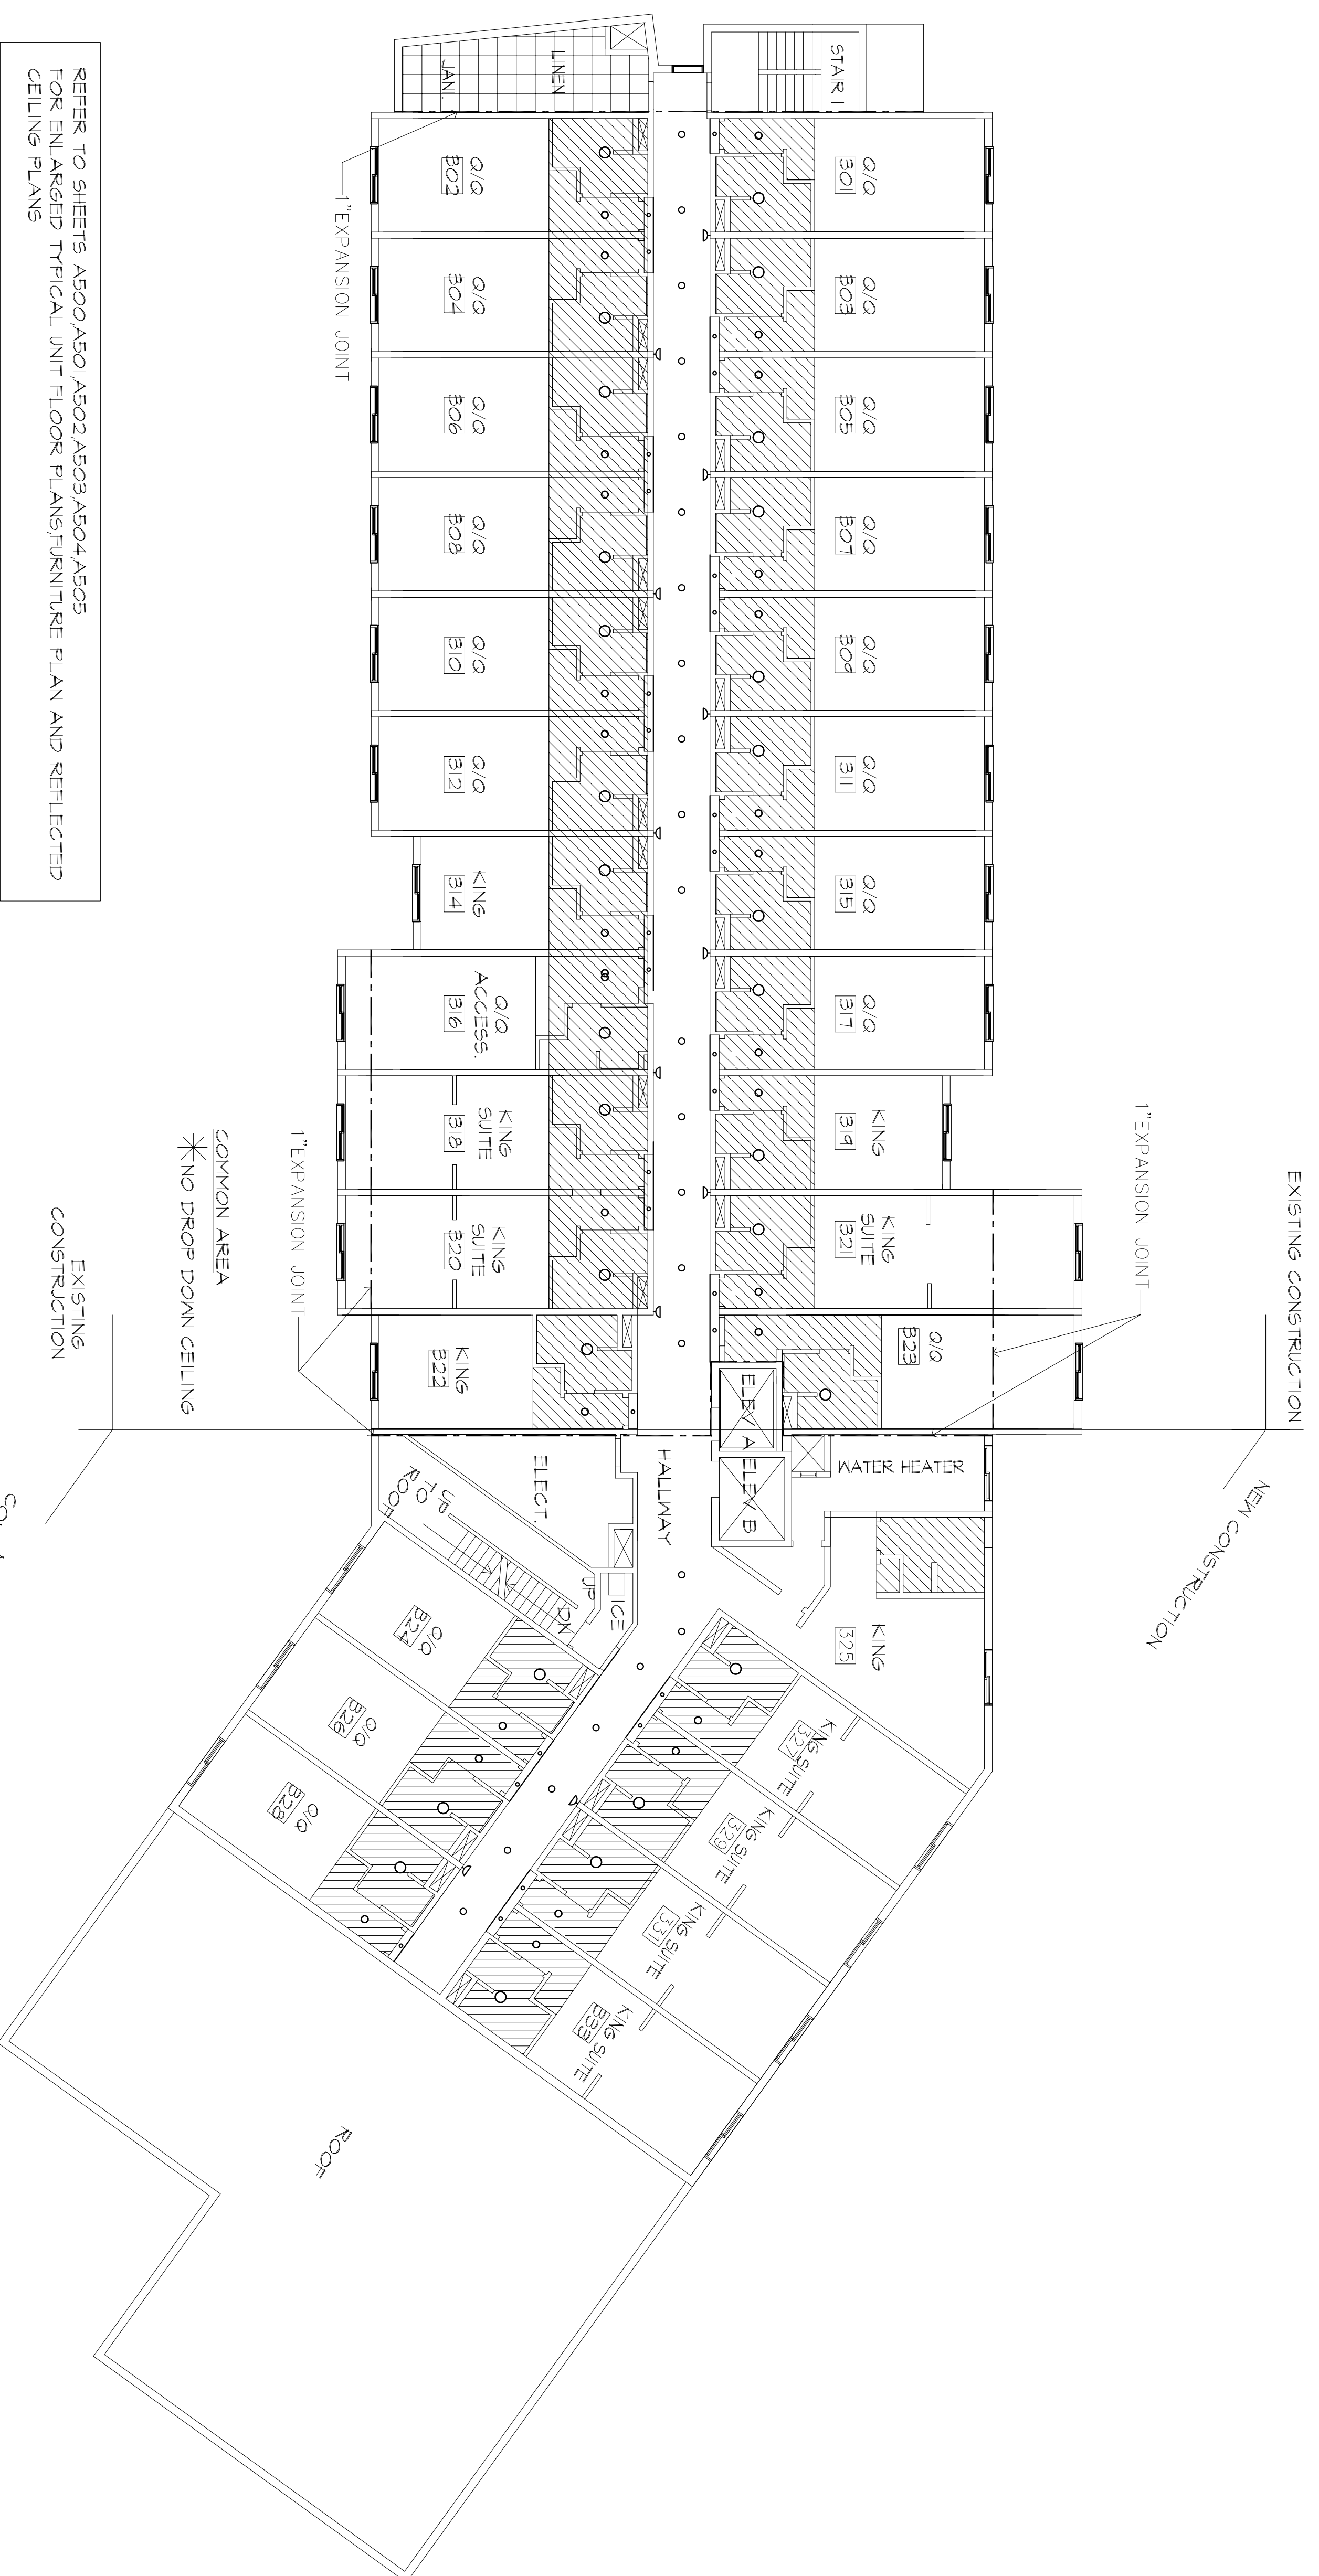 EXISTING CONSTRUCTION
NEW CONSTRUCTION
1"EXPANSION JOINT
STAIR 1
Q/Q
301
Q/Q
303
Q/Q
305
Q/Q
307
Q/Q
309
Q/Q
311
Q/Q
315
Q/Q
317
KING
319
KING
SUITE
321
Q/Q
323
ELEV A
ELEV B
WATER HEATER
HALLWAY
KING
325
KING SUITE
327
KING SUITE
329
KING SUITE
331
KING SUITE
333
LINEN
JANI.
Q/Q
302
Q/Q
304
Q/Q
306
Q/Q
308
Q/Q
310
Q/Q
312
KING
314
Q/Q
ACCESS.
316
KING
SUITE
318
KING
SUITE
320
KING
322
ELECT.
UP TO
ROOF
UP
DN
ICE
Q/Q
324
Q/Q
326
Q/Q
328
ROOF
1"EXPANSION JOINT
1"EXPANSION JOINT
COMMON AREA
NO DROP DOWN CEILING
EXISTING
CONSTRUCTION
REFER TO SHEETS A500,A501,A502,A503,A504,A505
FOR ENLARGED TYPICAL UNIT FLOOR PLANS,FURNITURE PLAN AND REFLECTED
CEILING PLANS